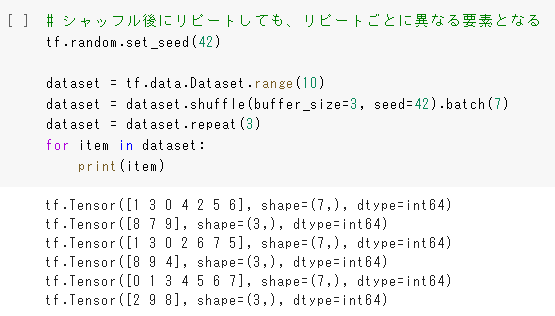 [ ] # シャッフル後にリピートしても、リピートごとに異なる要素となる
tf.random.set_seed(42)
dataset = tf.data.Dataset.range(10)
dataset = dataset.shuffle(buffer_size=3, seed=42).batch(7)
dataset = dataset.repeat(3)
for item in dataset:
    print(item)
tf.Tensor([1 3 0 4 2 5 6], shape=(7,), dtype=int64)
tf.Tensor([8 7 9], shape=(3,), dtype=int64)
tf.Tensor([1 3 0 2 6 7 5], shape=(7,), dtype=int64)
tf.Tensor([8 9 4], shape=(3,), dtype=int64)
tf.Tensor([0 1 3 4 5 6 7], shape=(7,), dtype=int64)
tf.Tensor([2 9 8], shape=(3,), dtype=int64)